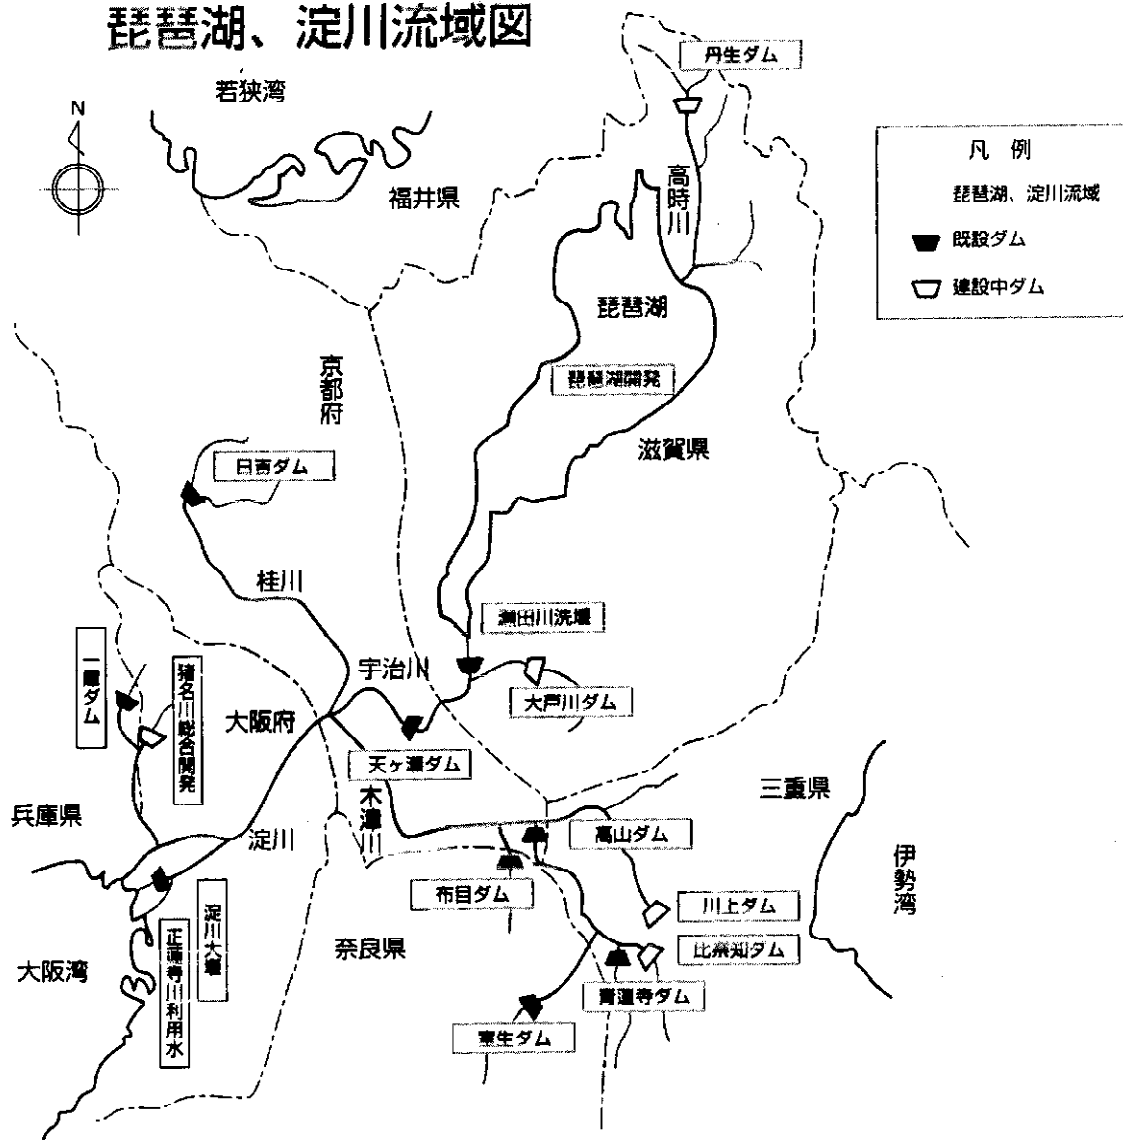 琵琶湖、淀川流域図
若狭湾
丹生ダム
N
凡 例
琵琶湖、淀川流域
既設ダム
建設中ダム
福井県
高時川
琵琶湖
京都府
琵琶湖開発
滋賀県
日吉ダム
桂川
瀬田川洗堰
宇治川
一庫ダム
猪名川総合開発
大阪府
大戸川ダム
天ヶ瀬ダム
木津川
三重県
兵庫県
淀川
高山ダム
伊勢湾
布目ダム
川上ダム
淀川大堰
正蓮寺川利用水
奈良県
比奈知ダム
大阪湾
青蓮寺ダム
室生ダム